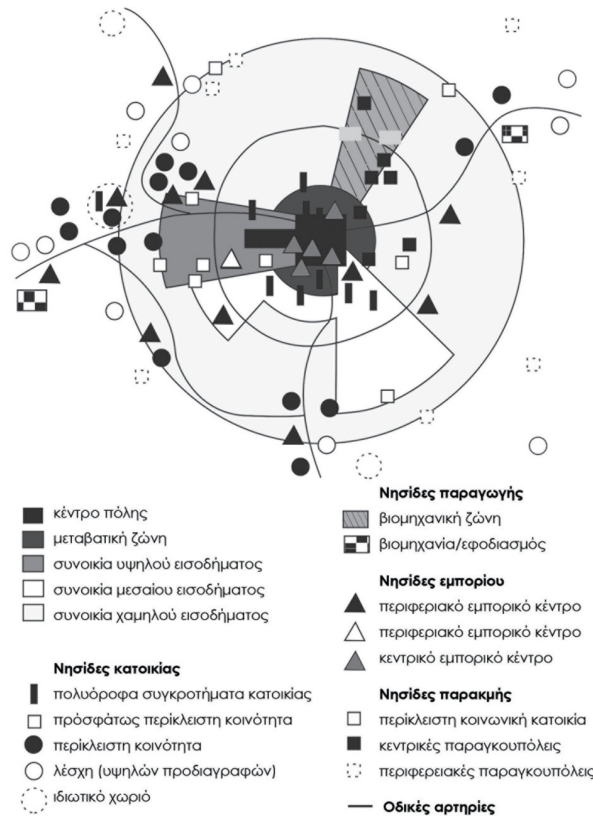 κέντρο πόλης
μεταβατική ζώνη
συνοικία υψηλού εισοδήματος
συνοικία μεσαίου εισοδήματος
συνοικία χαμηλού εισοδήματος
Νησίδες κατοικίας
πολυόροφα συγκροτήματα κατοικίας
πρόσφάτως περίκλειστη κοινότητα
περίκλειστη κοινότητα
λέσχη (υψηλών προδιαγραφών)
ιδιωτικό χωριό
Νησίδες παραγωγής
βιομηχανική ζώνη
βιομηχανία/εφοδιασμός
Νησίδες εμπορίου
περιφεριακό εμπορικό κέντρο
περιφεριακό εμπορικό κέντρο
κεντρικό εμπορικό κέντρο
Νησίδες παρακμής
περίκλειστη κοινωνική κατοικία
κεντρικές παραγκουπόλεις
περιφερειακές παραγκουπόλεις
Οδικές αρτηρίες